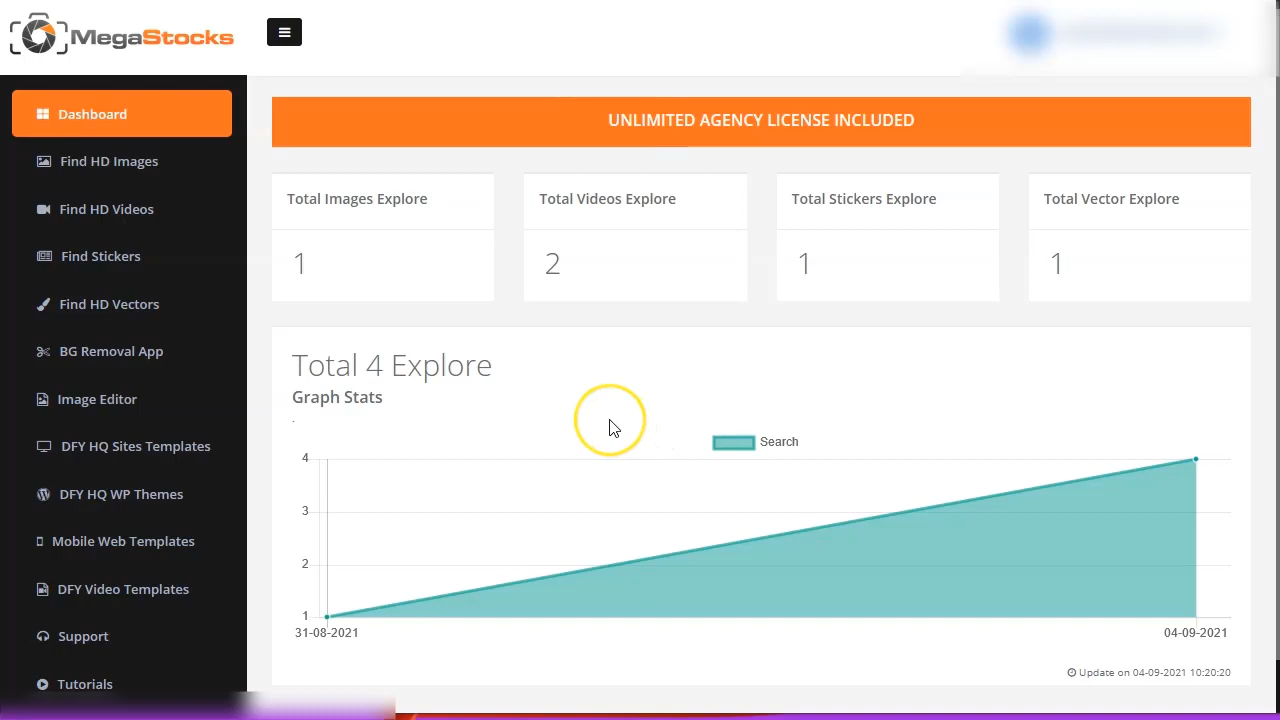 MegaStocks
UNLIMITED AGENCY LICENSE INCLUDED
Dashboard
Find HD Images
Find HD Videos
Find Stickers
Find HD Vectors
BG Removal App
Image Editor
DFY HQ Sites Templates
DFY HQ WP Themes
Mobile Web Templates
DFY Video Templates
Support
Tutorials
Total Images Explore
1
Total Videos Explore
2
Total Stickers Explore
1
Total Vector Explore
1
Total 4 Explore
Graph Stats
.
Search
4
3
2
1
31-08-2021
04-09-2021
Update on 04-09-2021 10:20:20